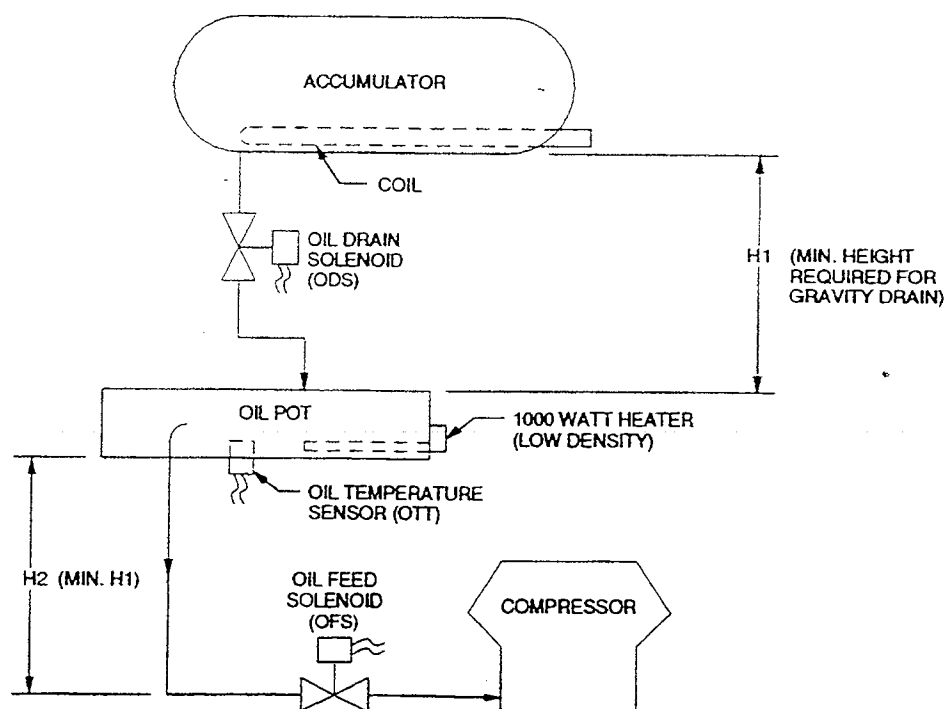 ACCUMULATOR
COIL
OIL DRAIN
SOLENOID
(ODS)
H1 (MIN. HEIGHT
REQUIRED FOR
GRAVITY DRAIN)
OIL POT
1000 WATT HEATER
(LOW DENSITY)
OIL TEMPERATURE
SENSOR (OTT)
H2 (MIN. H1)
OIL FEED
SOLENOID
(OFS)
COMPRESSOR